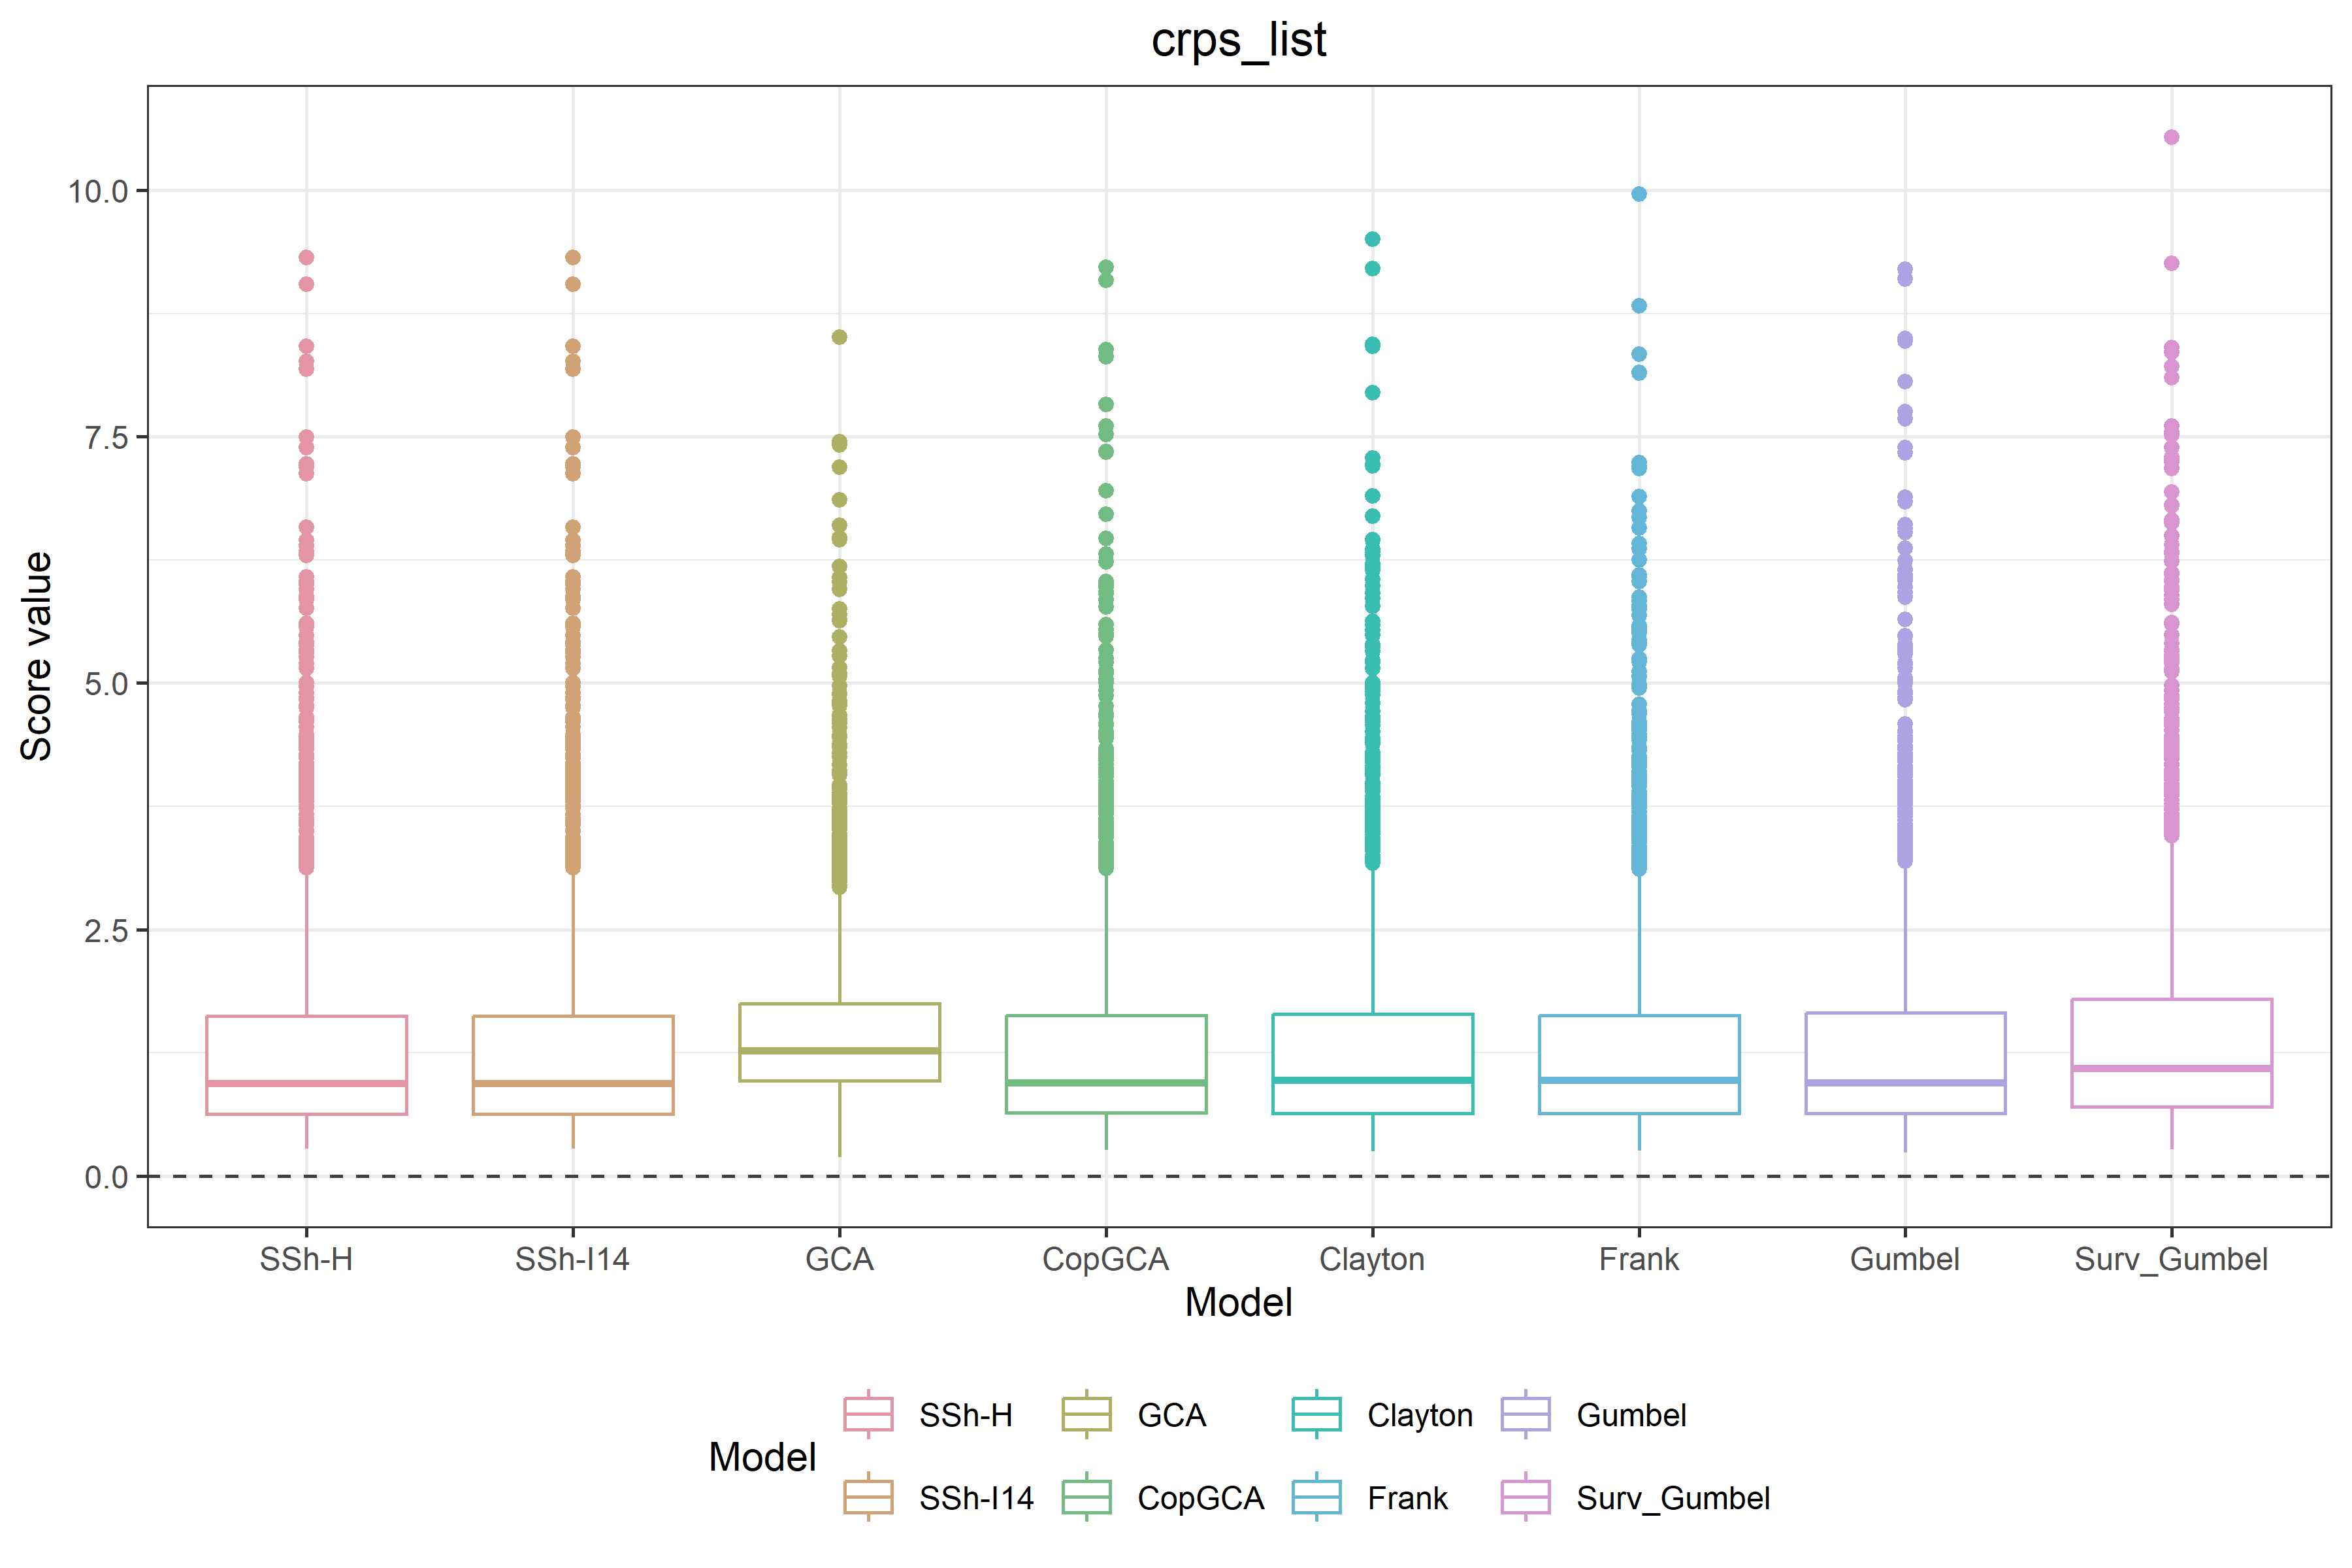 crps_list
10.0
7.5
5.0
2.5
0.0
Score value
SSh-H SSh-I14 GCA CopGCA Clayton Frank Gumbel Surv_Gumbel
Model
Model
SSh-H GCA Clayton Gumbel
SSh-I14 CopGCA Frank Surv_Gumbel